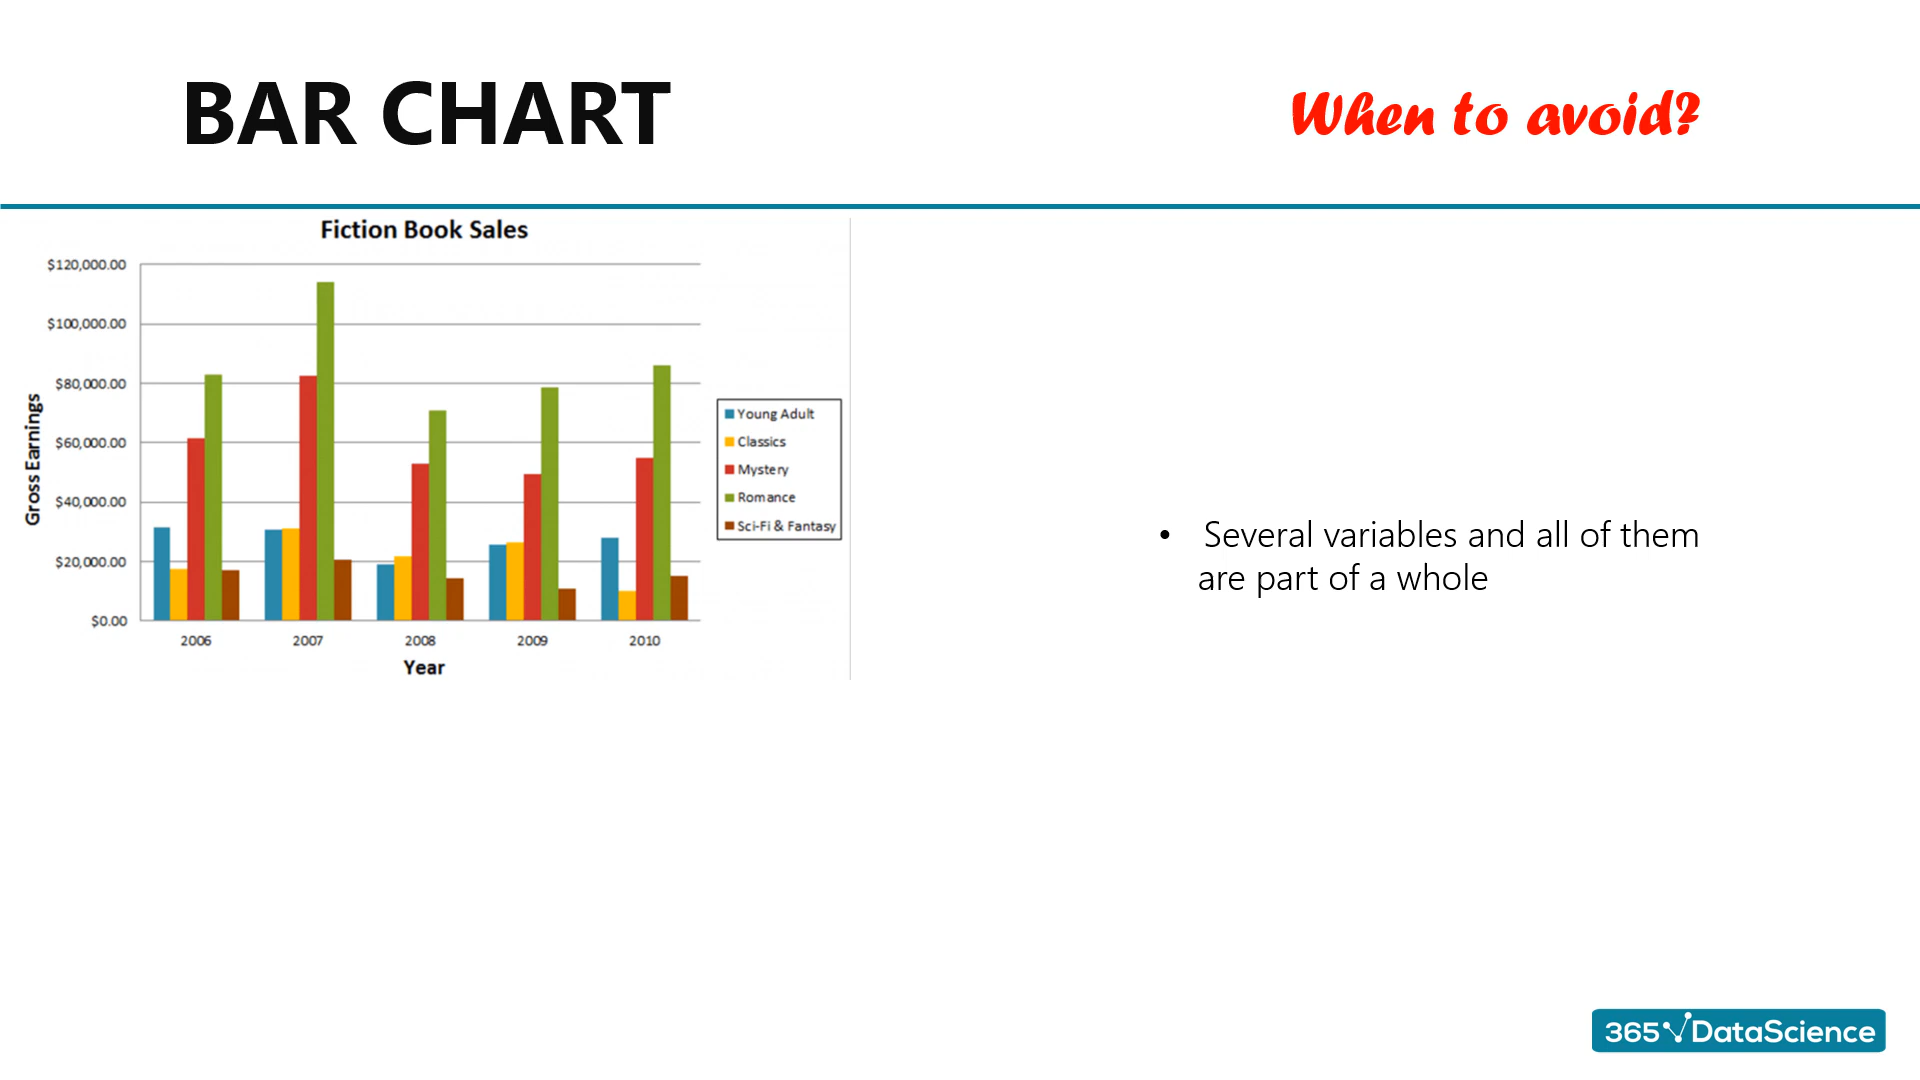 BAR CHART
When to avoid?
Fiction Book Sales
$120,000.00
$100,000.00
$80,000.00
$60,000.00
$40,000.00
$20,000.00
$0.00
Gross Earnings
2006 2007 2008 2009 2010
Year
Young Adult
Classics
Mystery
Romance
Sci-Fi & Fantasy
• Several variables and all of them
are part of a whole
365 DataScience